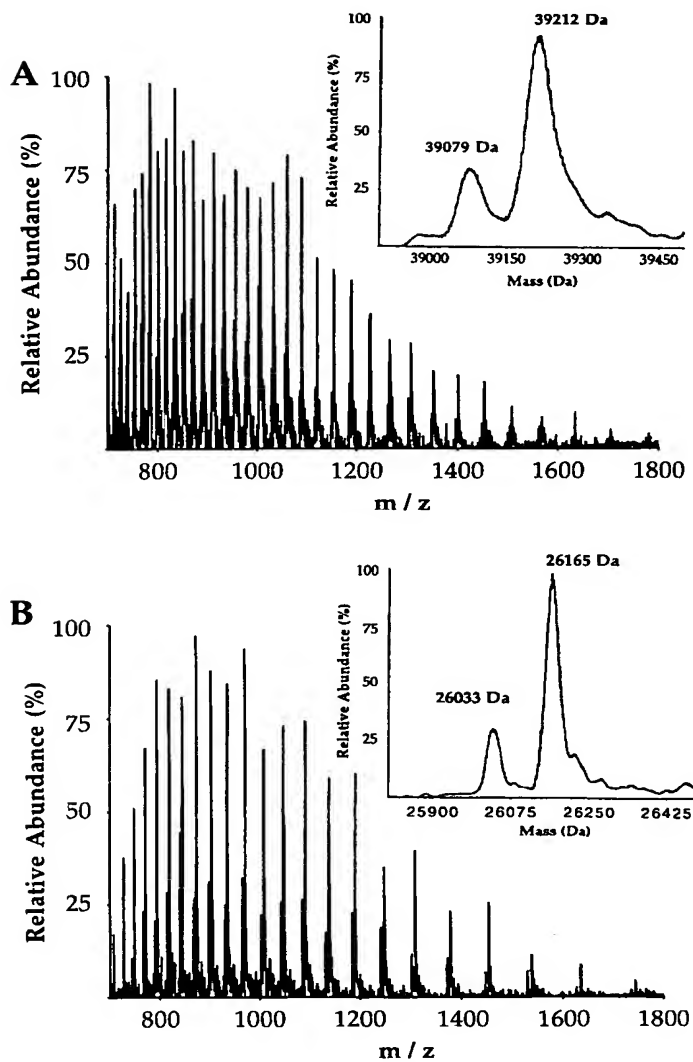 A
Relative Abundance (%)
100
75
50
25
800
1000
1200
1400
1600
1800
m / z
39212 Da
39079 Da
Relative Abundance (%)
100
75
50
25
39000
39150
39300
39450
Mass (Da)
B
Relative Abundance (%)
100
75
50
25
800
1000
1200
1400
1600
1800
m / z
26165 Da
26033 Da
Relative Abundance (%)
100
75
50
25
25900
26075
26250
26425
Mass (Da)